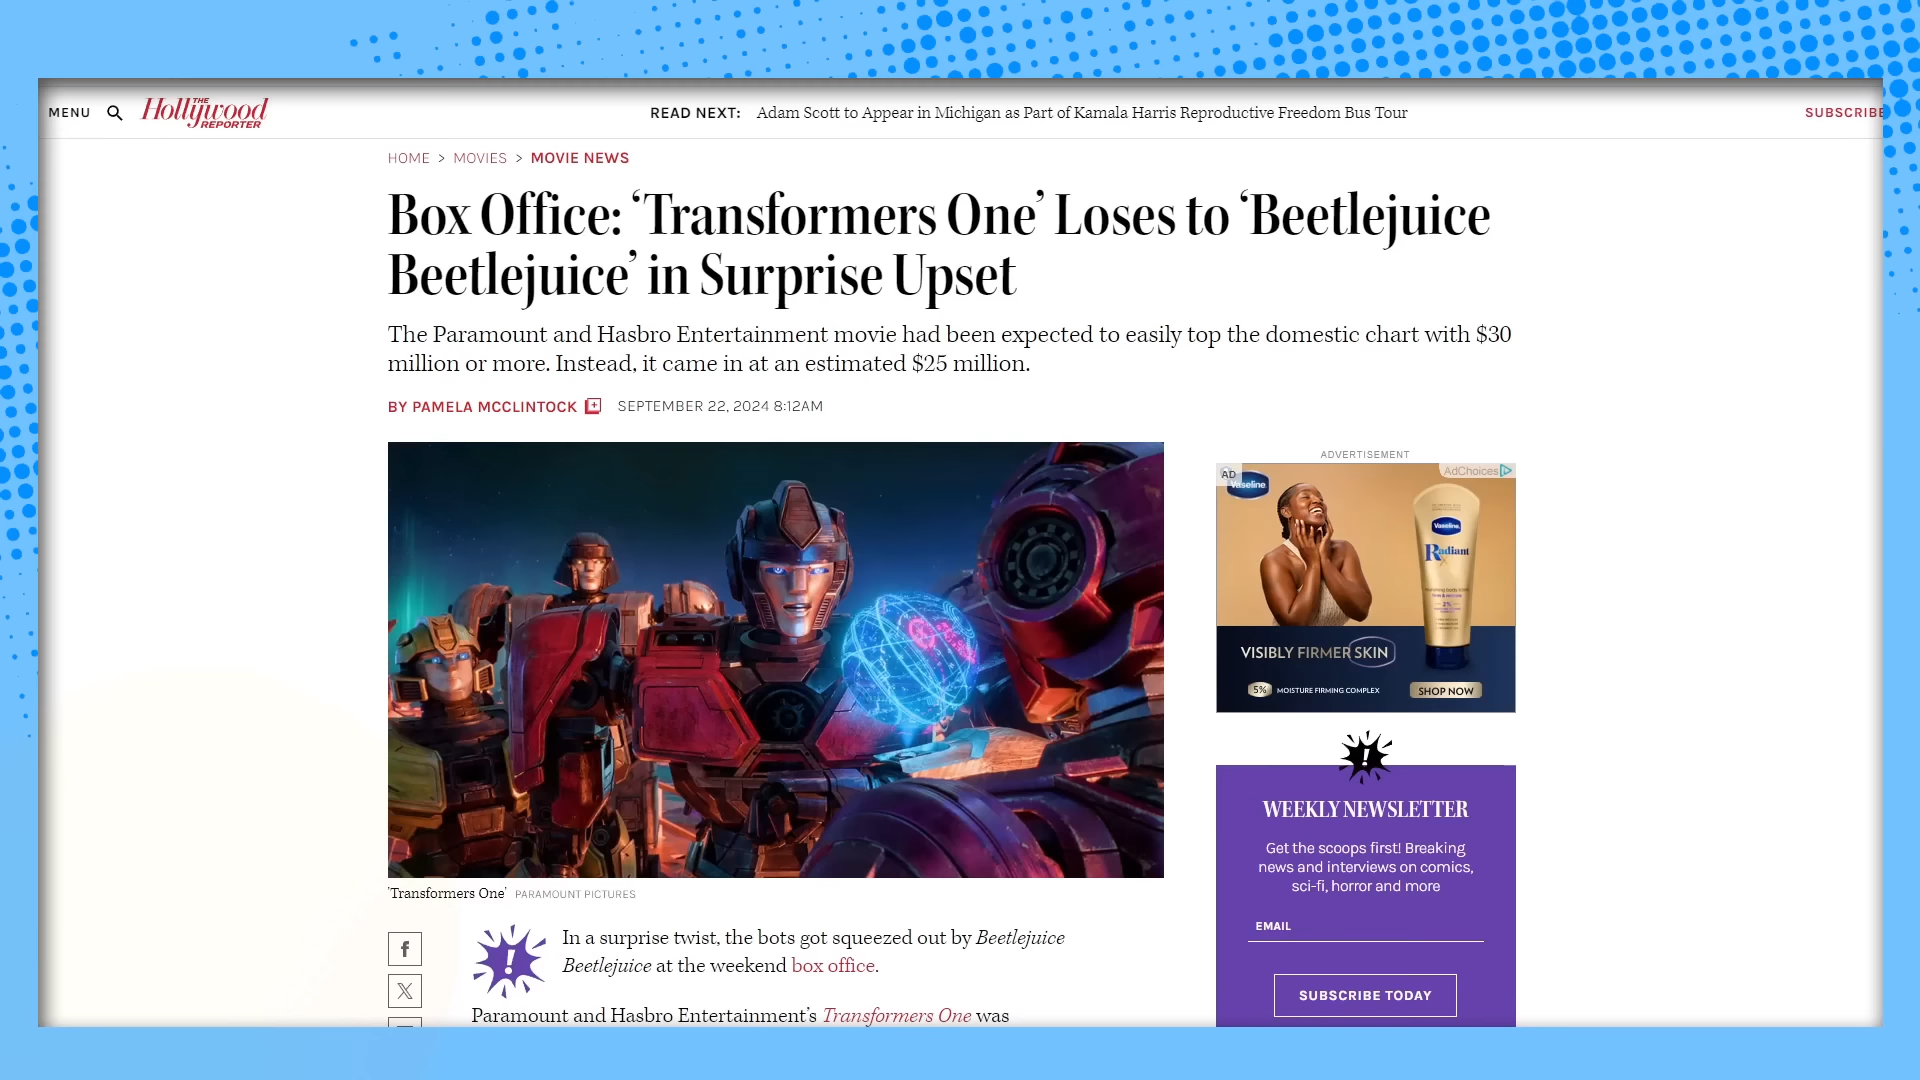 MENU
THE
Hollywood
REPORTER
READ NEXT: Adam Scott to Appear in Michigan as Part of Kamala Harris Reproductive Freedom Bus Tour
SUBSCRIBE
HOME > MOVIES > MOVIE NEWS
Box Office: ‘Transformers One’ Loses to ‘Beetlejuice
Beetlejuice’ in Surprise Upset
The Paramount and Hasbro Entertainment movie had been expected to easily top the domestic chart with $30
million or more. Instead, it came in at an estimated $25 million.
BY PAMELA MCCLINTOCK SEPTEMBER 22, 2024 8:12AM
ADVERTISEMENT
AD
AdChoices
Vaseline
Vaseline
Radiant
VISIBLY FIRMER SKIN
5% MOISTURE FIRMING COMPLEX
SHOP NOW
'Transformers One' PARAMOUNT PICTURES
In a surprise twist, the bots got squeezed out by Beetlejuice
Beetlejuice at the weekend box office.
Paramount and Hasbro Entertainment’s Transformers One was
WEEKLY NEWSLETTER
Get the scoops first! Breaking
news and interviews on comics,
sci-fi, horror and more
EMAIL
SUBSCRIBE TODAY